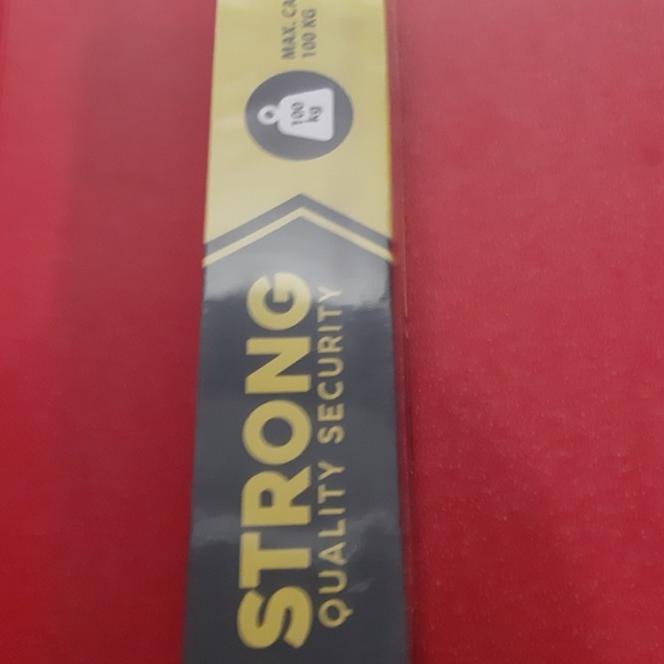 STRONG
QUALITY SECURITY
100
kg
MAX. CA
100 KG